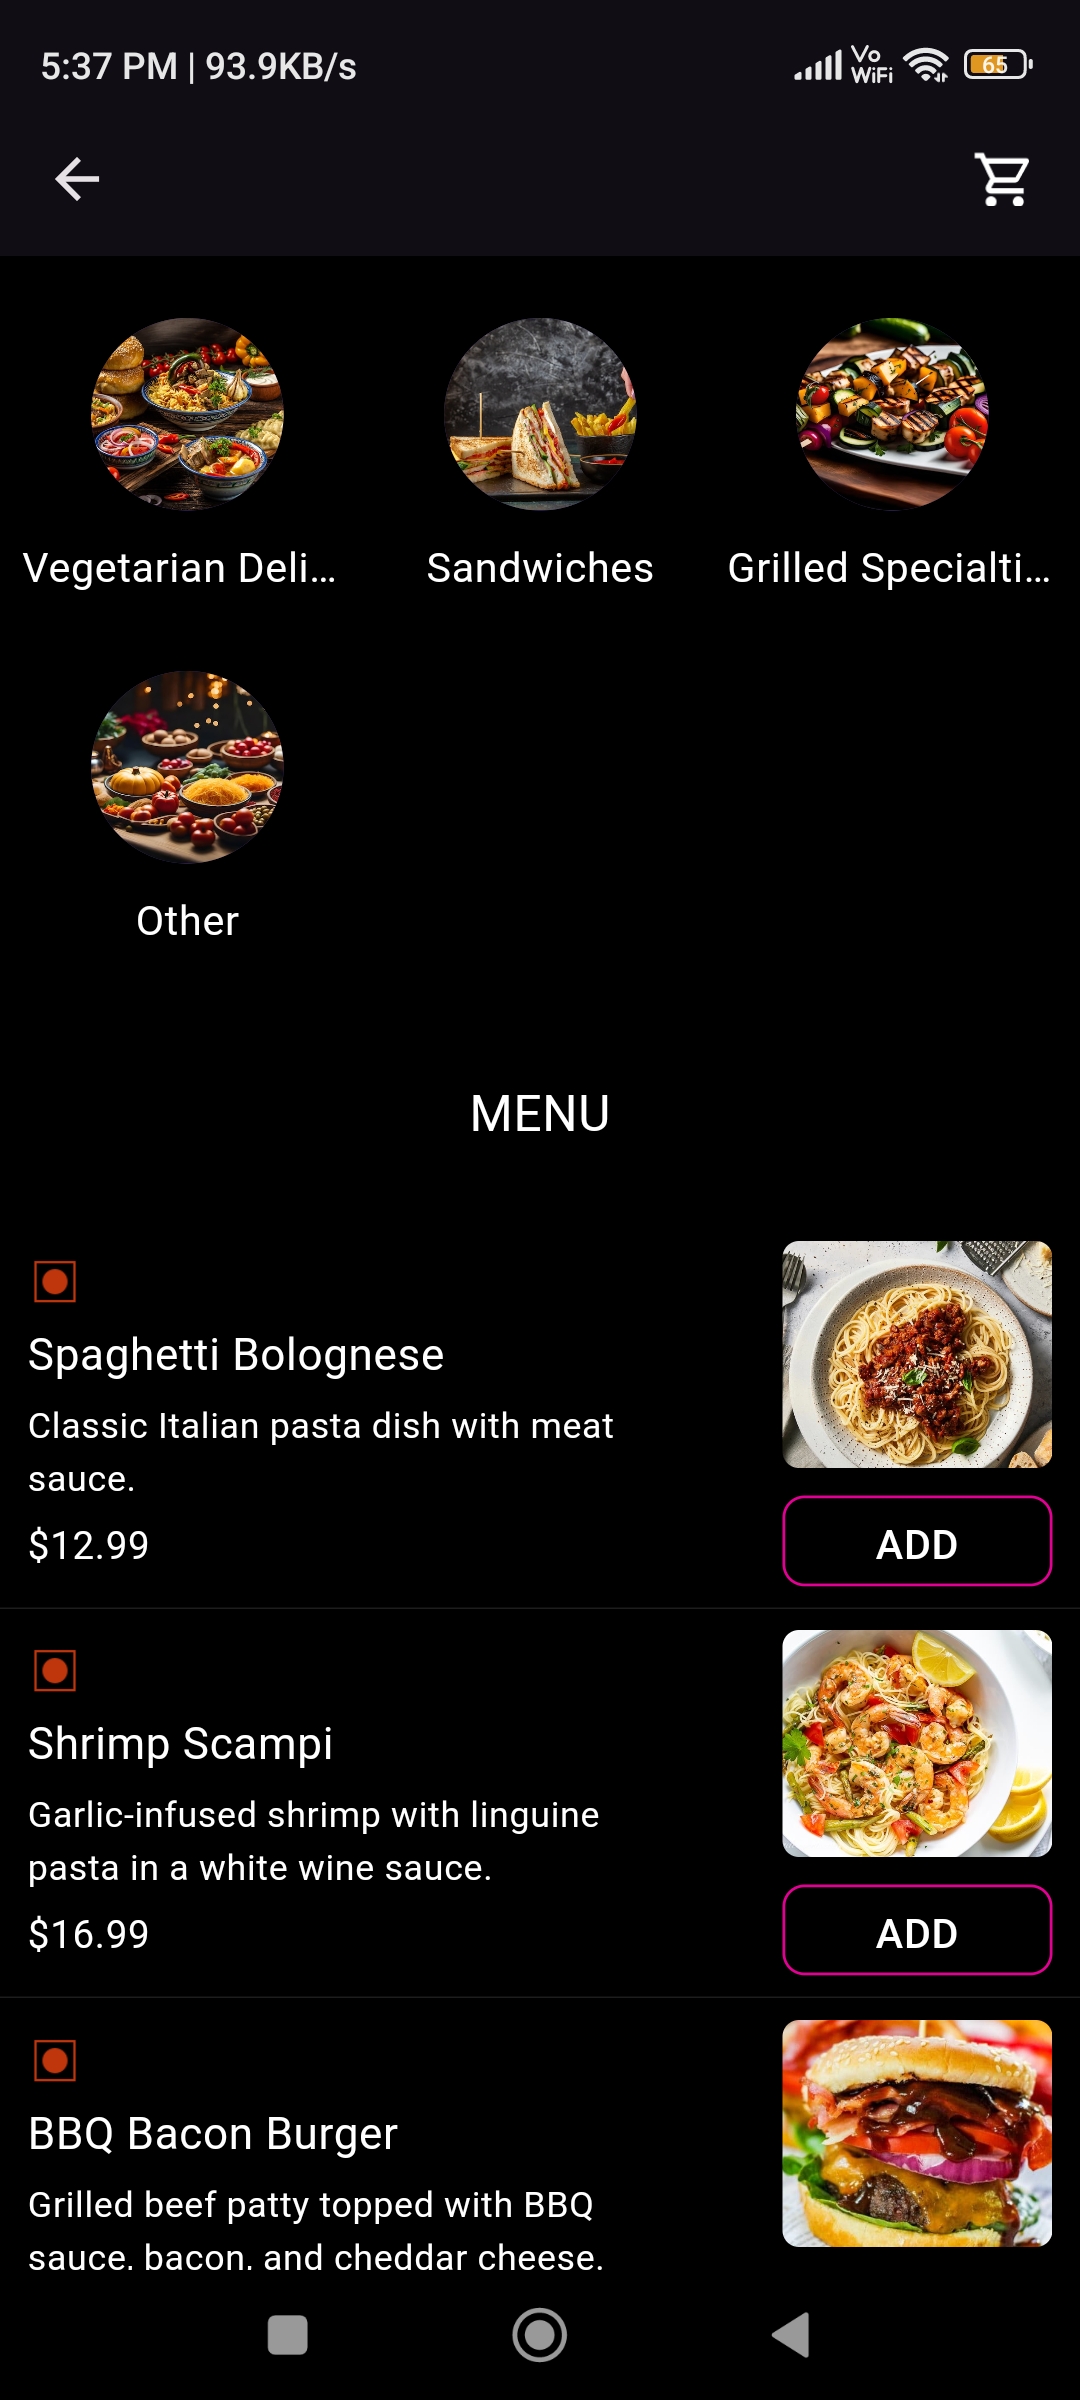 5:37 PM | 93.9KB/s
Vo
WiFi
65
Vegetarian Deli...
Sandwiches
Grilled Specialti...
Other
MENU
Spaghetti Bolognese
Classic Italian pasta dish with meat
sauce.
$12.99
ADD
Shrimp Scampi
Garlic-infused shrimp with linguine
pasta in a white wine sauce.
$16.99
ADD
BBQ Bacon Burger
Grilled beef patty topped with BBQ
sauce, bacon, and cheddar cheese.